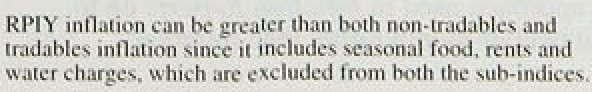 RPIY inflation can be greater than both non-tradables and
tradables inflation since it includes seasonal food, rents and
water charges, which are excluded from both the sub-indices.